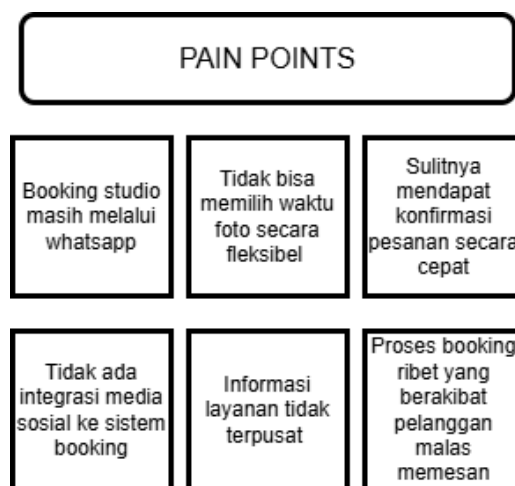 PAIN POINTS
Booking studio
masih melalui
whatsapp
Tidak bisa
memilih waktu
foto secara
fleksibel
Sulitnya
mendapat
konfirmasi
pesanan secara
cepat
Tidak ada
integrasi media
sosial ke sistem
booking
Informasi
layanan tidak
terpusat
Proses booking
ribet yang
berakibat
pelanggan
malas
memesan